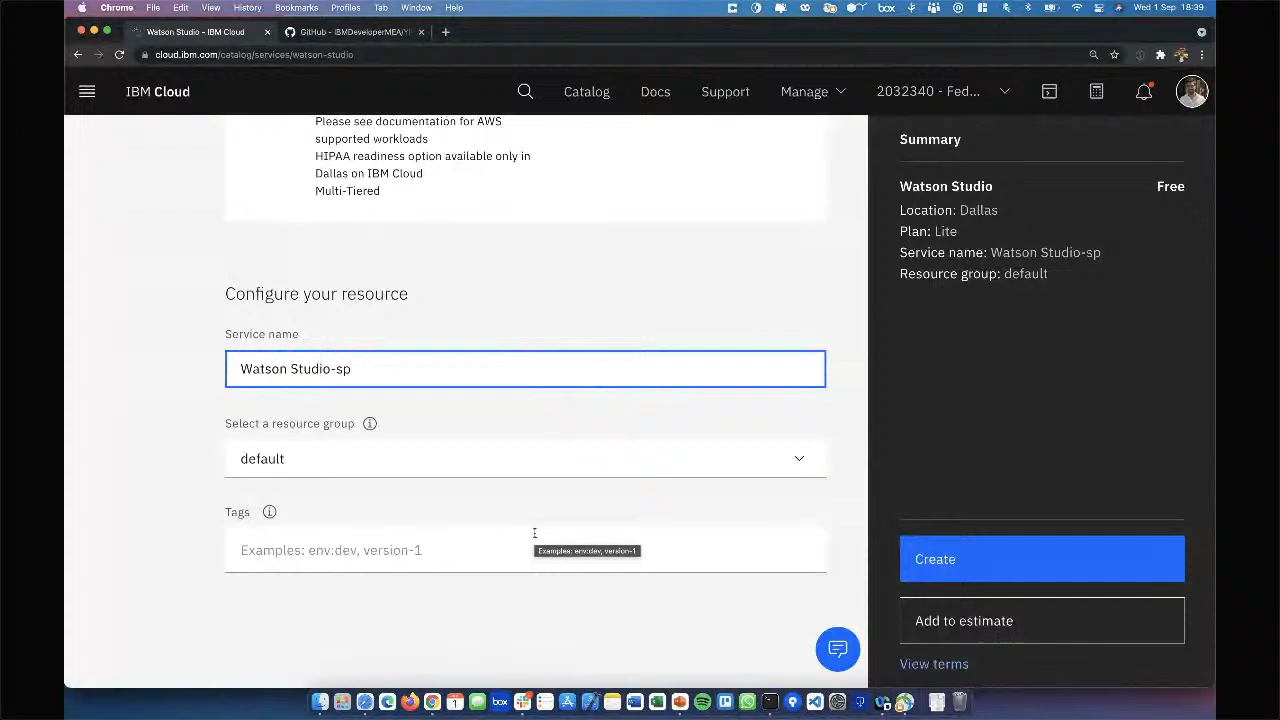 Chrome File Edit View History Bookmarks Profiles Tab Window Help
box
Wed 1 Sep 18:39
Watson Studio - IBM Cloud
GitHub - IBMDeveloperMEA/Y
cloud.ibm.com/catalog/services/watson-studio
IBM Cloud
Catalog
Docs
Support
Manage
2032340 - Fed...
Please see documentation for AWS
supported workloads
HIPAA readiness option available only in
Dallas on IBM Cloud
Multi-Tiered
Configure your resource
Service name
Watson Studio-sp
Select a resource group
default
Tags
Examples: env:dev, version-1
Examples: env:dev, version-1
Summary
Watson Studio Free
Location: Dallas
Plan: Lite
Service name: Watson Studio-sp
Resource group: default
Create
Add to estimate
View terms
box